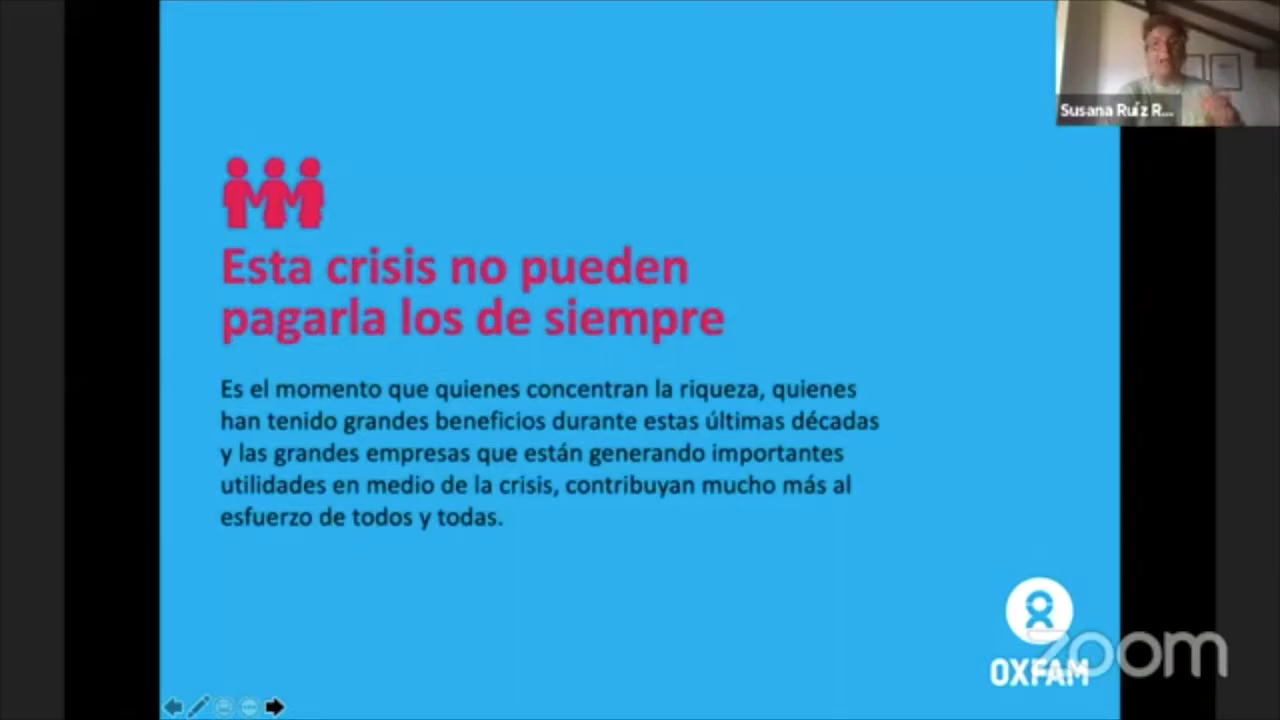 Susana Ruíz R...
Esta crisis no pueden
pagarla los de siempre
Es el momento que quienes concentran la riqueza, quienes
han tenido grandes beneficios durante estas últimas décadas
y las grandes empresas que están generando importantes
utilidades en medio de la crisis, contribuyan mucho más al
esfuerzo de todos y todas.
OXFAM
zoom